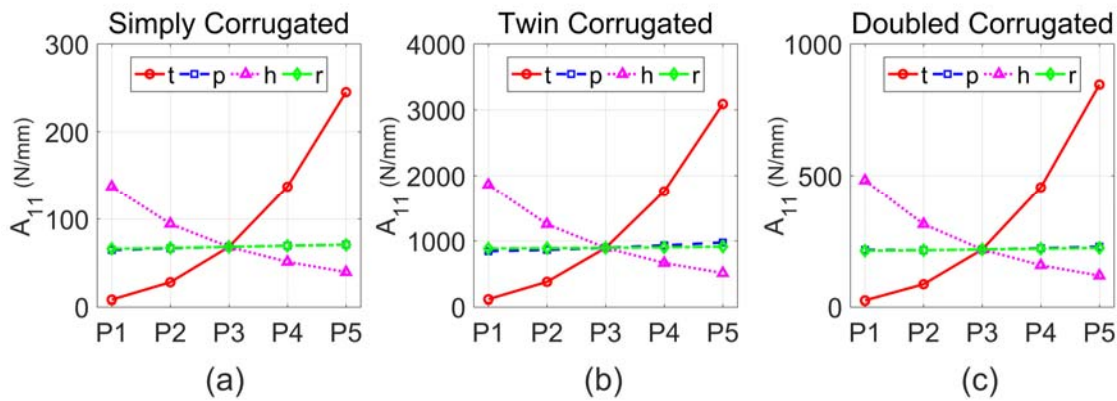 Simply Corrugated
A11 (N/mm)
300
200
100
0
t p h r
P1 P2 P3 P4 P5
(a)
Twin Corrugated
A11 (N/mm)
4000
3000
2000
1000
0
t p h r
P1 P2 P3 P4 P5
(b)
Doubled Corrugated
A11 (N/mm)
1000
500
0
t p h r
P1 P2 P3 P4 P5
(c)